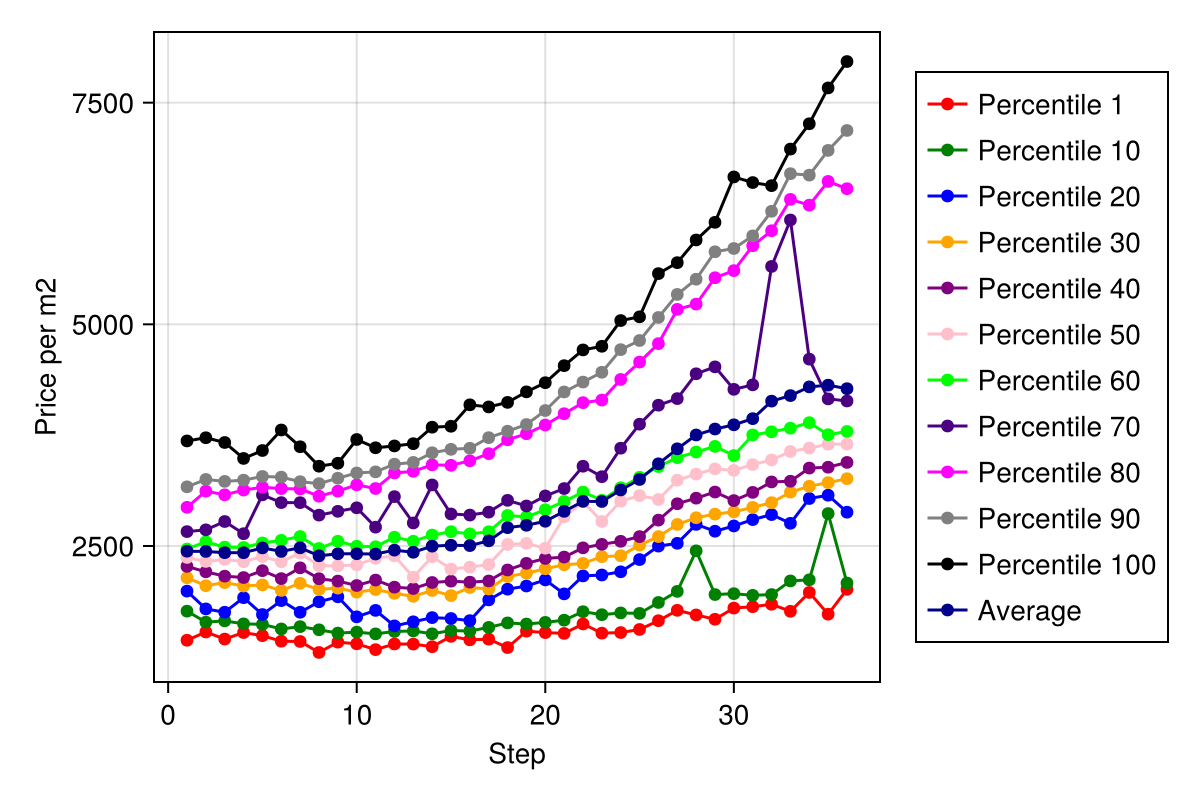 7500
5000
2500
Price per m2
0
10
20
30
Step
Percentile 1
Percentile 10
Percentile 20
Percentile 30
Percentile 40
Percentile 50
Percentile 60
Percentile 70
Percentile 80
Percentile 90
Percentile 100
Average